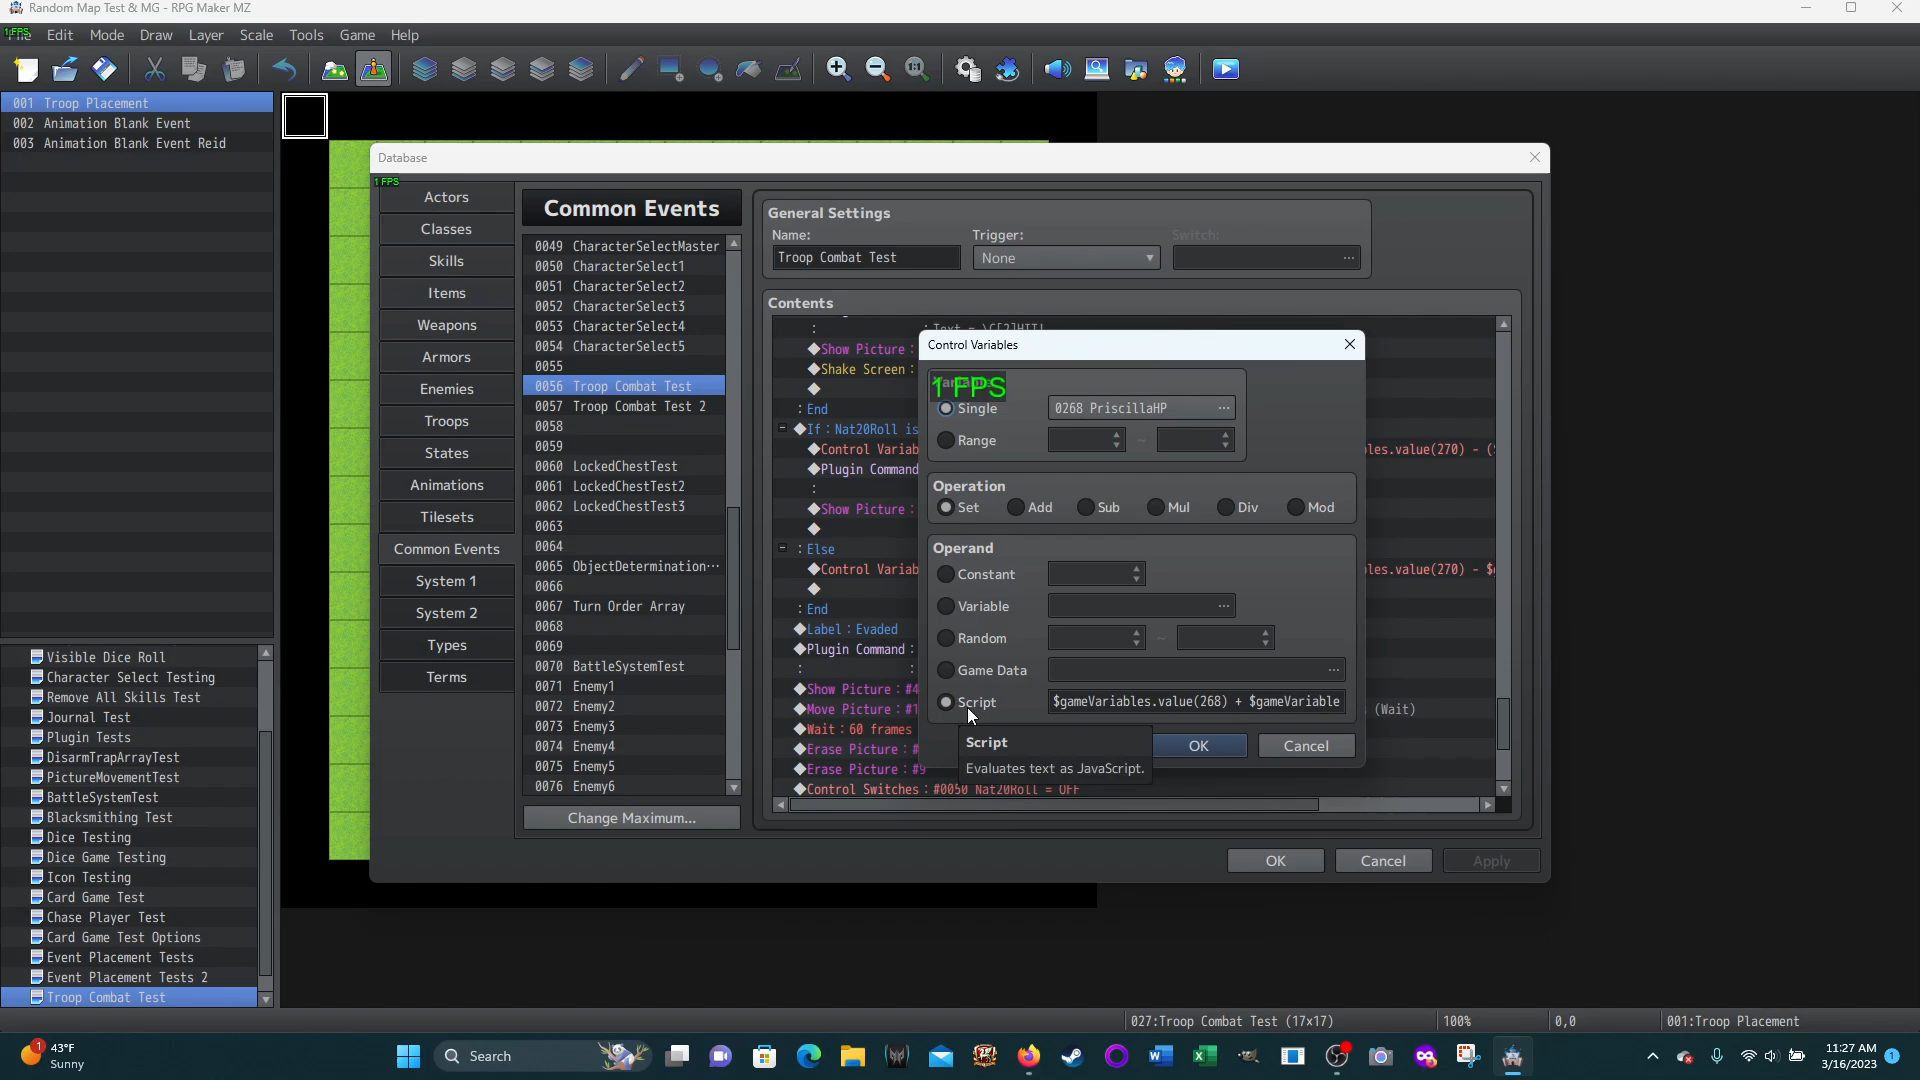 Random Map Test & MG - RPG Maker MZ
1 FPS
Edit Mode Draw Layer Scale Tools Game Help
001 Troop Placement
002 Animation Blank Event
003 Animation Blank Event Reid
Visible Dice Roll
Character Select Testing
Remove All Skills Test
Journal Test
Plugin Tests
DisarmTrapArrayTest
PictureMovementTest
BattleSystemTest
Blacksmithing Test
Dice Testing
Dice Game Testing
Icon Testing
Card Game Test
Chase Player Test
Card Game Test Options
Event Placement Tests
Event Placement Tests 2
Troop Combat Test
Database
1 FPS
Actors
Classes
Skills
Items
Weapons
Armors
Enemies
Troops
States
Animations
Tilesets
Common Events
System 1
System 2
Types
Terms
Common Events
0049 CharacterSelectMaster
0050 CharacterSelect1
0051 CharacterSelect2
0052 CharacterSelect3
0053 CharacterSelect4
0054 CharacterSelect5
0055
0056 Troop Combat Test
0057 Troop Combat Test 2
0058
0059
0060 LockedChestTest
0061 LockedChestTest2
0062 LockedChestTest3
0063
0064
0065 ObjectDetermination···
0066
0067 Turn Order Array
0068
0069
0070 BattleSystemTest
0071 Enemy1
0072 Enemy2
0073 Enemy3
0074 Enemy4
0075 Enemy5
0076 Enemy6
Change Maximum...
General Settings
Name: Trigger: Switch:
Troop Combat Test None ...
Contents
: Text = \C[2]HIT!
◆Show Picture :
◆Shake Screen :
◆
: End
◆If : Nat20Roll is
◆Control Variab les.value(270) - (
◆Plugin Command
:
◆Show Picture :
◆
: Else
◆Control Variab les.value(270) -
◆
: End
◆Label : Evaded
◆Plugin Command :
: :
◆Show Picture : #4
◆Move Picture : #1 (Wait)
◆Wait : 60 frames
◆Erase Picture : #
◆Erase Picture : #9
◆Control Switches : #0050 Nat20Roll = OFF
Control Variables
1 FPS
Single 0268 PriscillaHP ...
Range ~
Operation
Set Add Sub Mul Div Mod
Operand
Constant
Variable ...
Random ~
Game Data ...
Script $gameVariables.value(268) + $gameVariable
OK Cancel
Script
Evaluates text as JavaScript.
OK Cancel Apply
027:Troop Combat Test (17x17) 100% 0,0 001:Troop Placement
1
43°F
Sunny
Search
11:27 AM
3/16/2023
1